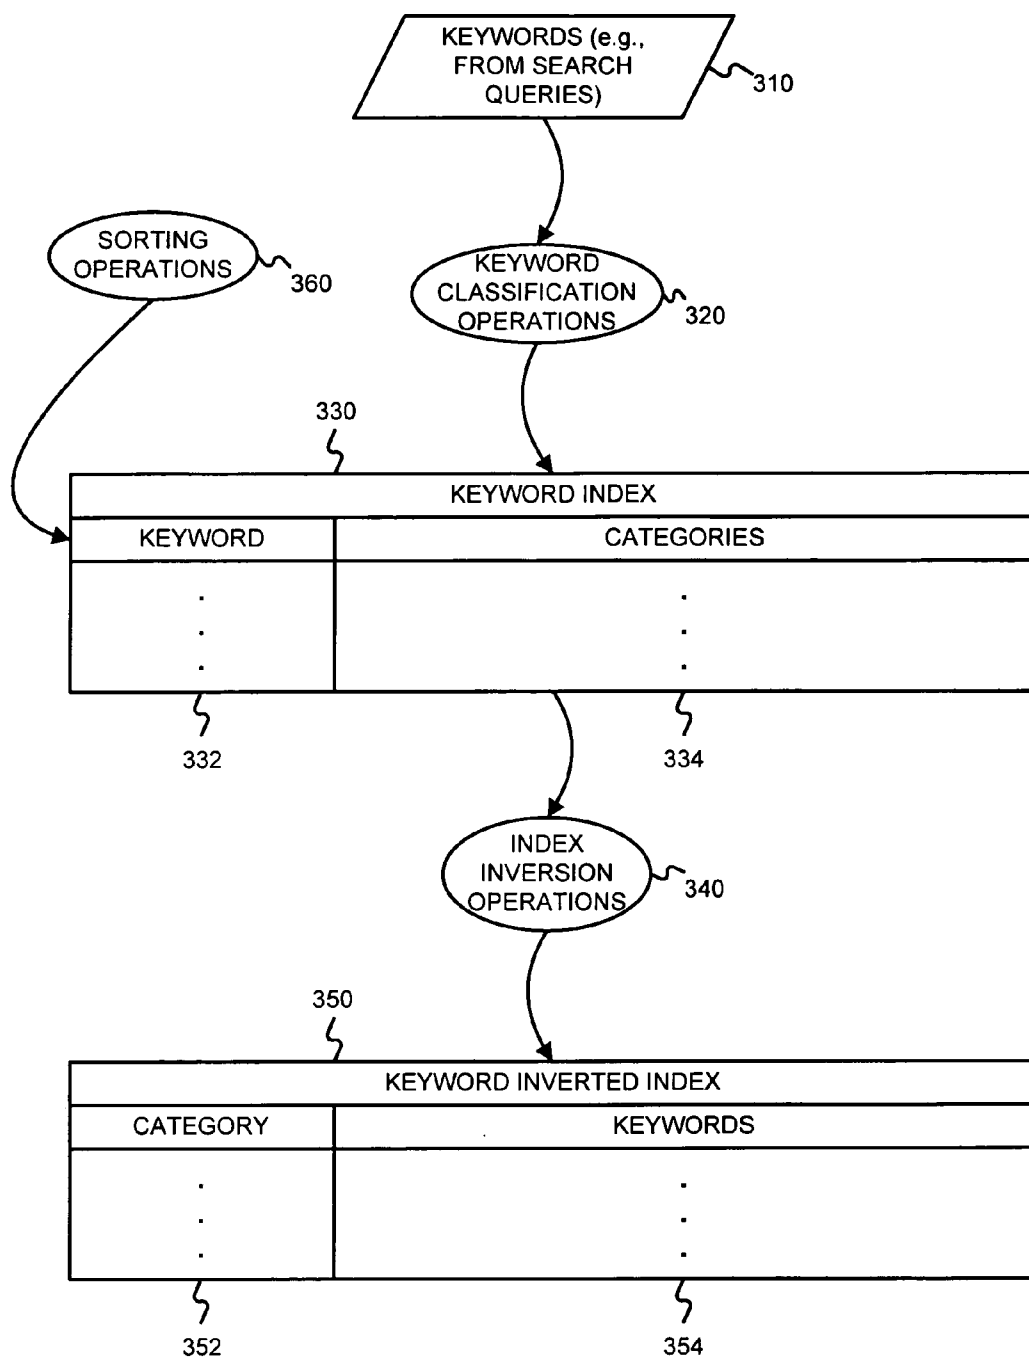 KEYWORDS (e.g.,
FROM SEARCH
QUERIES)
310
SORTING
OPERATIONS
360
KEYWORD
CLASSIFICATION
OPERATIONS
320
330
KEYWORD INDEX
KEYWORD
CATEGORIES
332
334
INDEX
INVERSION
OPERATIONS
340
350
KEYWORD INVERTED INDEX
CATEGORY
KEYWORDS
352
354